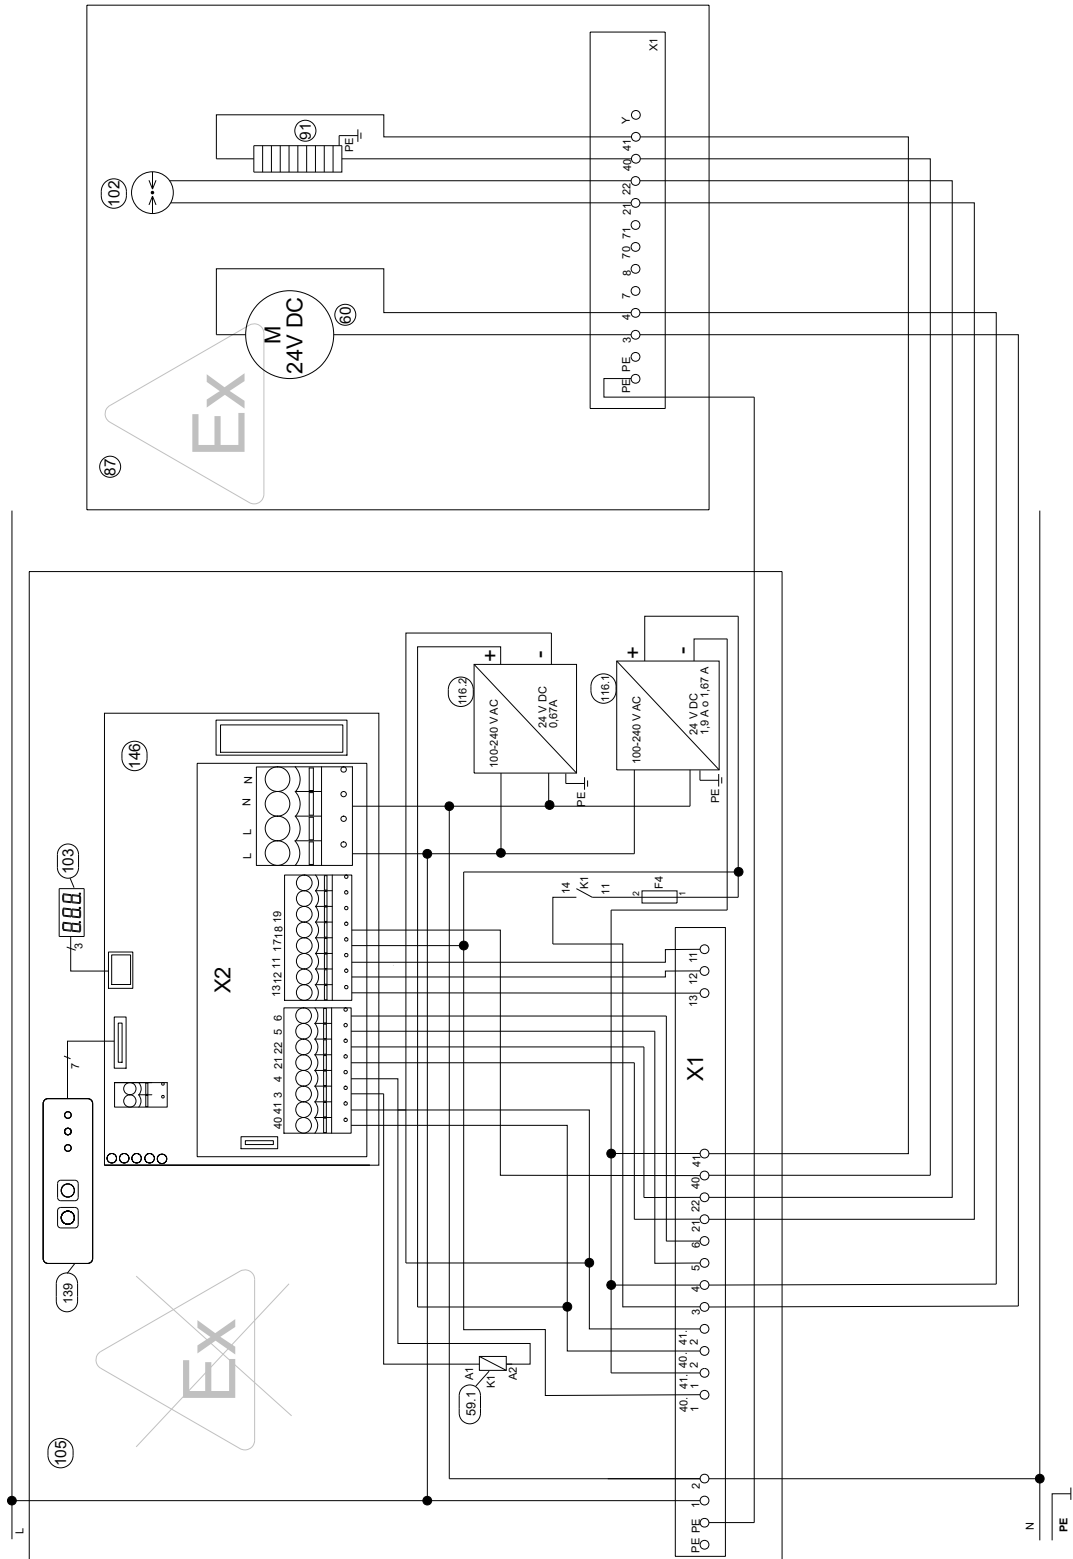 X1
Y
41
40
22
21
71
70
8
7
4
3
PE
PE
91
PE
102
M
24V DC
60
Ex
87
105
Ex
139
7
103
8.8.8.
3
146
X2
L
L
N
N
13 12 11 17 18 19
40 41 3 4 21 22 5 6
116.2
100-240 V AC
24 V DC
0,67A
+
-
PE
116.1
100-240 V AC
24 V DC
1,9 A o 1,67 A
+
-
PE
14
K1
11
2
F4
1
59.1
A1
K1
A2
X1
11
12
13
41
40
22
21
6
5
4
3
41.
2
40.
2
41.
1
40.
1
2
1
PE
PE
L
N
PE